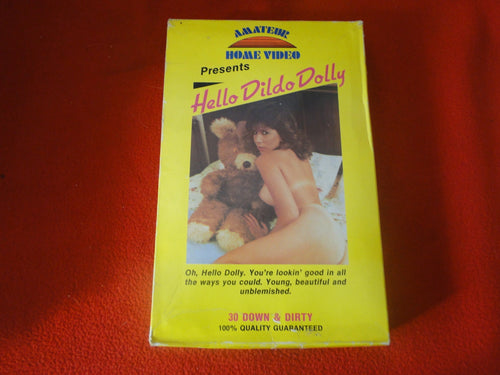 AMATEUR
HOME VIDEO
Presents
Hello Dildo Dolly
Oh, Hello Dolly. You're lookin' good in all
the ways you could. Young, beautiful and
unblemished.
30 DOWN & DIRTY
100% QUALITY GUARANTEED